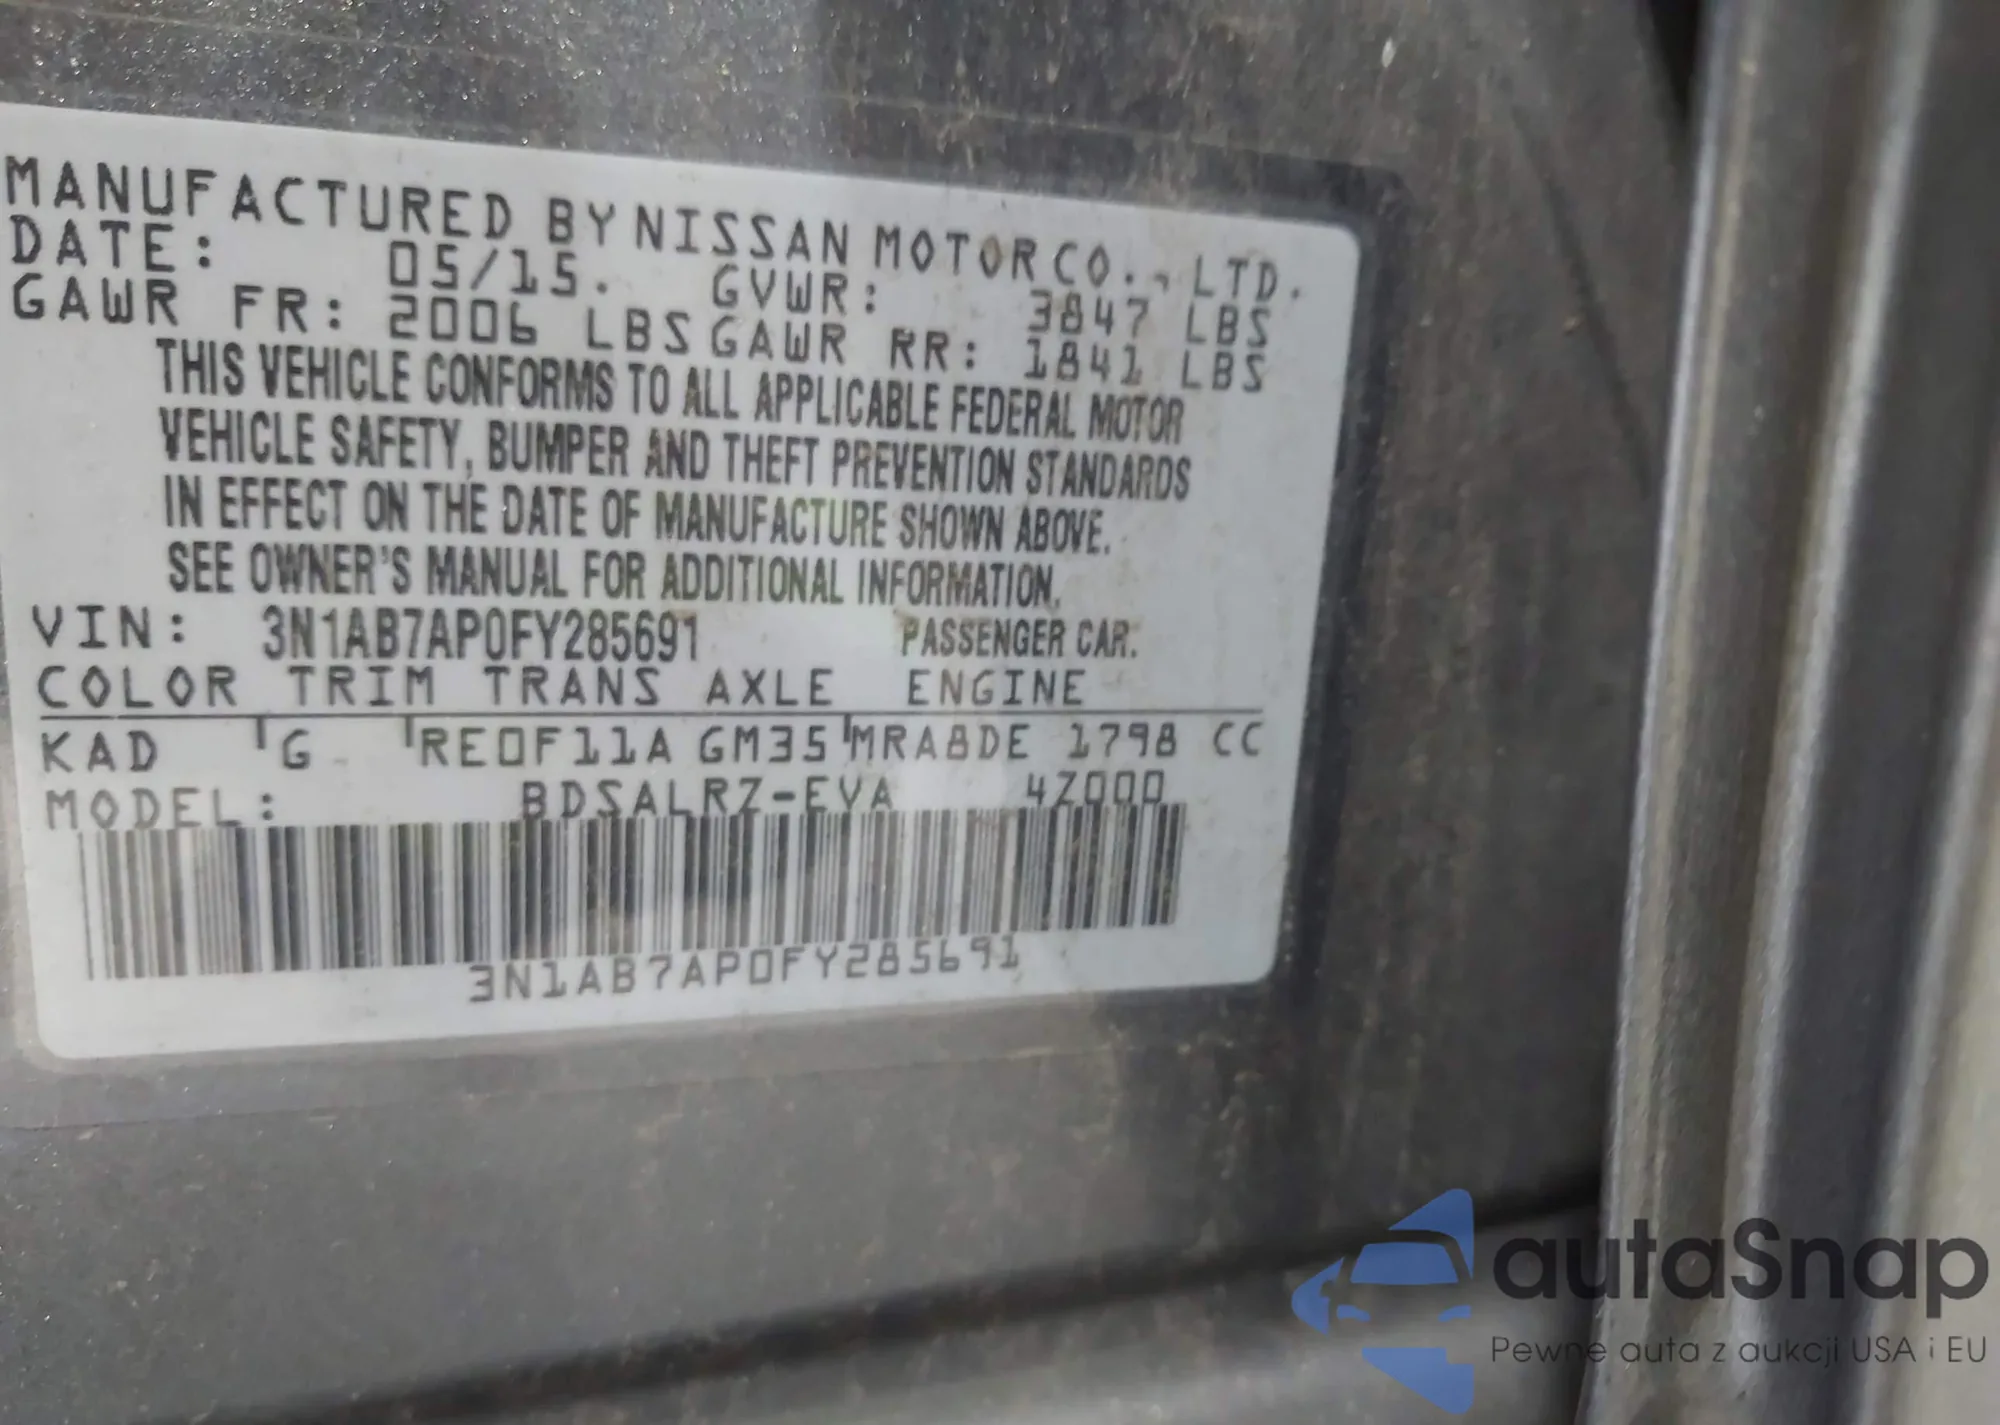 MANUFACTURED BY NISSAN MOTOR CO., LTD.
DATE: 05/15. GVWR: 3847 LBS
GAWR FR: 2006 LBS GAWR RR: 1841 LBS
THIS VEHICLE CONFORMS TO ALL APPLICABLE FEDERAL MOTOR
VEHICLE SAFETY, BUMPER AND THEFT PREVENTION STANDARDS
IN EFFECT ON THE DATE OF MANUFACTURE SHOWN ABOVE.
SEE OWNER'S MANUAL FOR ADDITIONAL INFORMATION.
VIN: 3N1AB7AP0FY285691 PASSENGER CAR.
COLOR TRIM TRANS AXLE ENGINE
KAD G RE0F11A GM35 MRA8DE 1798 CC
MODEL: BDSALRZ-EVA 4Z000
3N1AB7AP0FY285691
autaSnap
Pewne auta z aukcji USA i EU